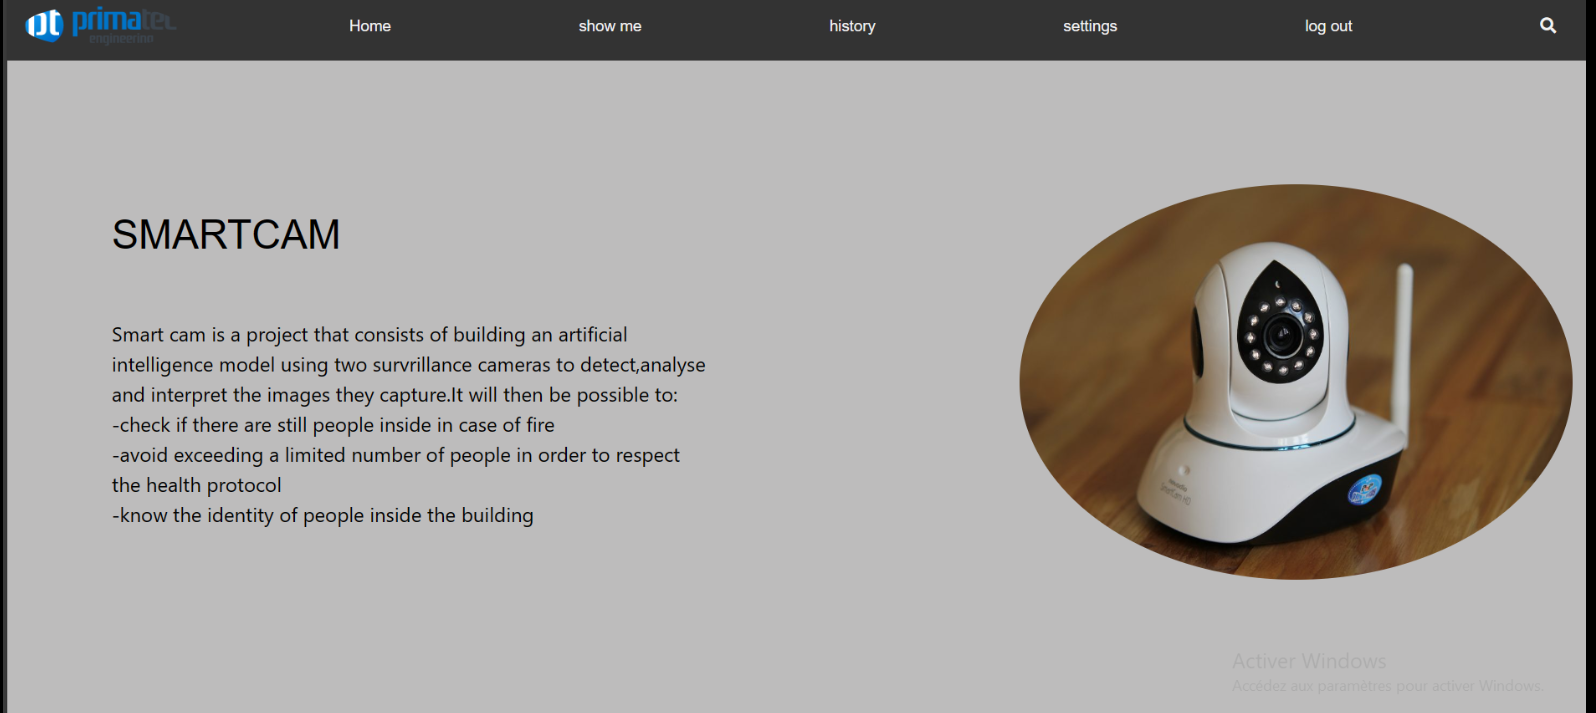 pt primatec
engineerinn
Home
show me
history
settings
log out
SMARTCAM
Smart cam is a project that consists of building an artificial
intelligence model using two survrillance cameras to detect,analyse
and interpret the images they capture.It will then be possible to:
-check if there are still people inside in case of fire
-avoid exceeding a limited number of people in order to respect
the health protocol
-know the identity of people inside the building
SmartCam HD
Activer Windows
Accédez aux paramètres pour activer Windows.